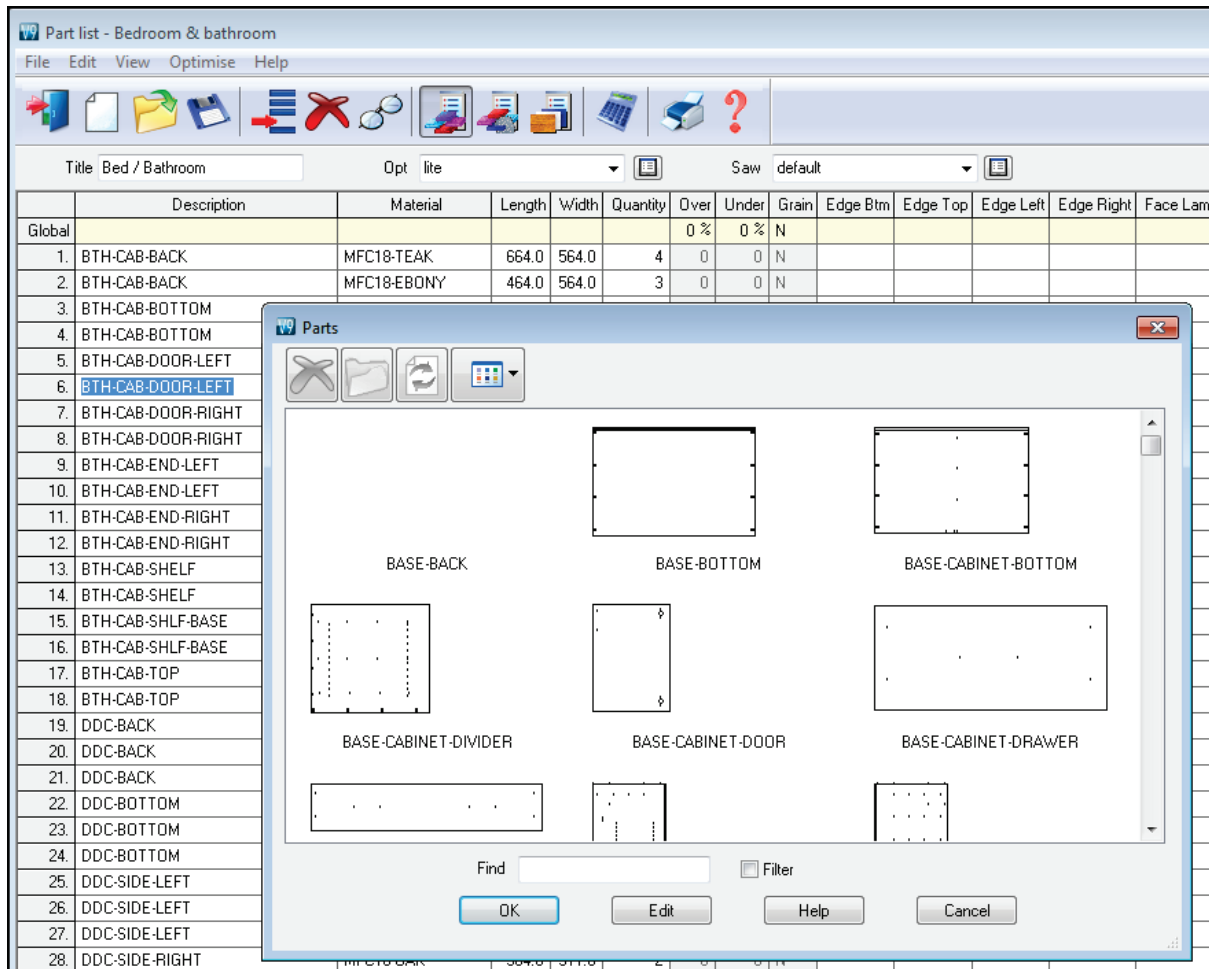 V9 Part list - Bedroom & bathroom
File Edit View Optimise Help
Title Bed / Bathroom Opt lite Saw default
Description Material Length Width Quantity Over Under Grain Edge Btm Edge Top Edge Left Edge Right Face Lam
Global 0 % 0 % N
1. BTH-CAB-BACK MFC18-TEAK 664.0 564.0 4 0 0 N
2. BTH-CAB-BACK MFC18-EBONY 464.0 564.0 3 0 0 N
3. BTH-CAB-BOTTOM
4. BTH-CAB-BOTTOM
5. BTH-CAB-DOOR-LEFT
6. BTH-CAB-DOOR-LEFT
7. BTH-CAB-DOOR-RIGHT
8. BTH-CAB-DOOR-RIGHT
9. BTH-CAB-END-LEFT
10. BTH-CAB-END-LEFT
11. BTH-CAB-END-RIGHT
12. BTH-CAB-END-RIGHT
13. BTH-CAB-SHELF
14. BTH-CAB-SHELF
15. BTH-CAB-SHLF-BASE
16. BTH-CAB-SHLF-BASE
17. BTH-CAB-TOP
18. BTH-CAB-TOP
19. DDC-BACK
20. DDC-BACK
21. DDC-BACK
22. DDC-BOTTOM
23. DDC-BOTTOM
24. DDC-BOTTOM
25. DDC-SIDE-LEFT
26. DDC-SIDE-LEFT
27. DDC-SIDE-LEFT
28. DDC-SIDE-RIGHT
V9 Parts
BASE-BACK BASE-BOTTOM BASE-CABINET-BOTTOM
BASE-CABINET-DIVIDER BASE-CABINET-DOOR BASE-CABINET-DRAWER
Find Filter
OK Edit Help Cancel